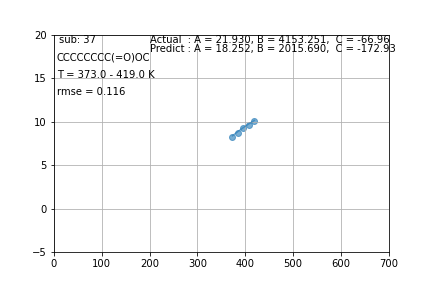 sub: 37
Actual : A = 21.930, B = 4153.251, C = -66.96
Predict : A = 18.252, B = 2015.690, C = -172.93
CCCCCCCC(=O)OC
T = 373.0 - 419.0 K
rmse = 0.116
20
15
10
5
0
−5
0 100 200 300 400 500 600 700